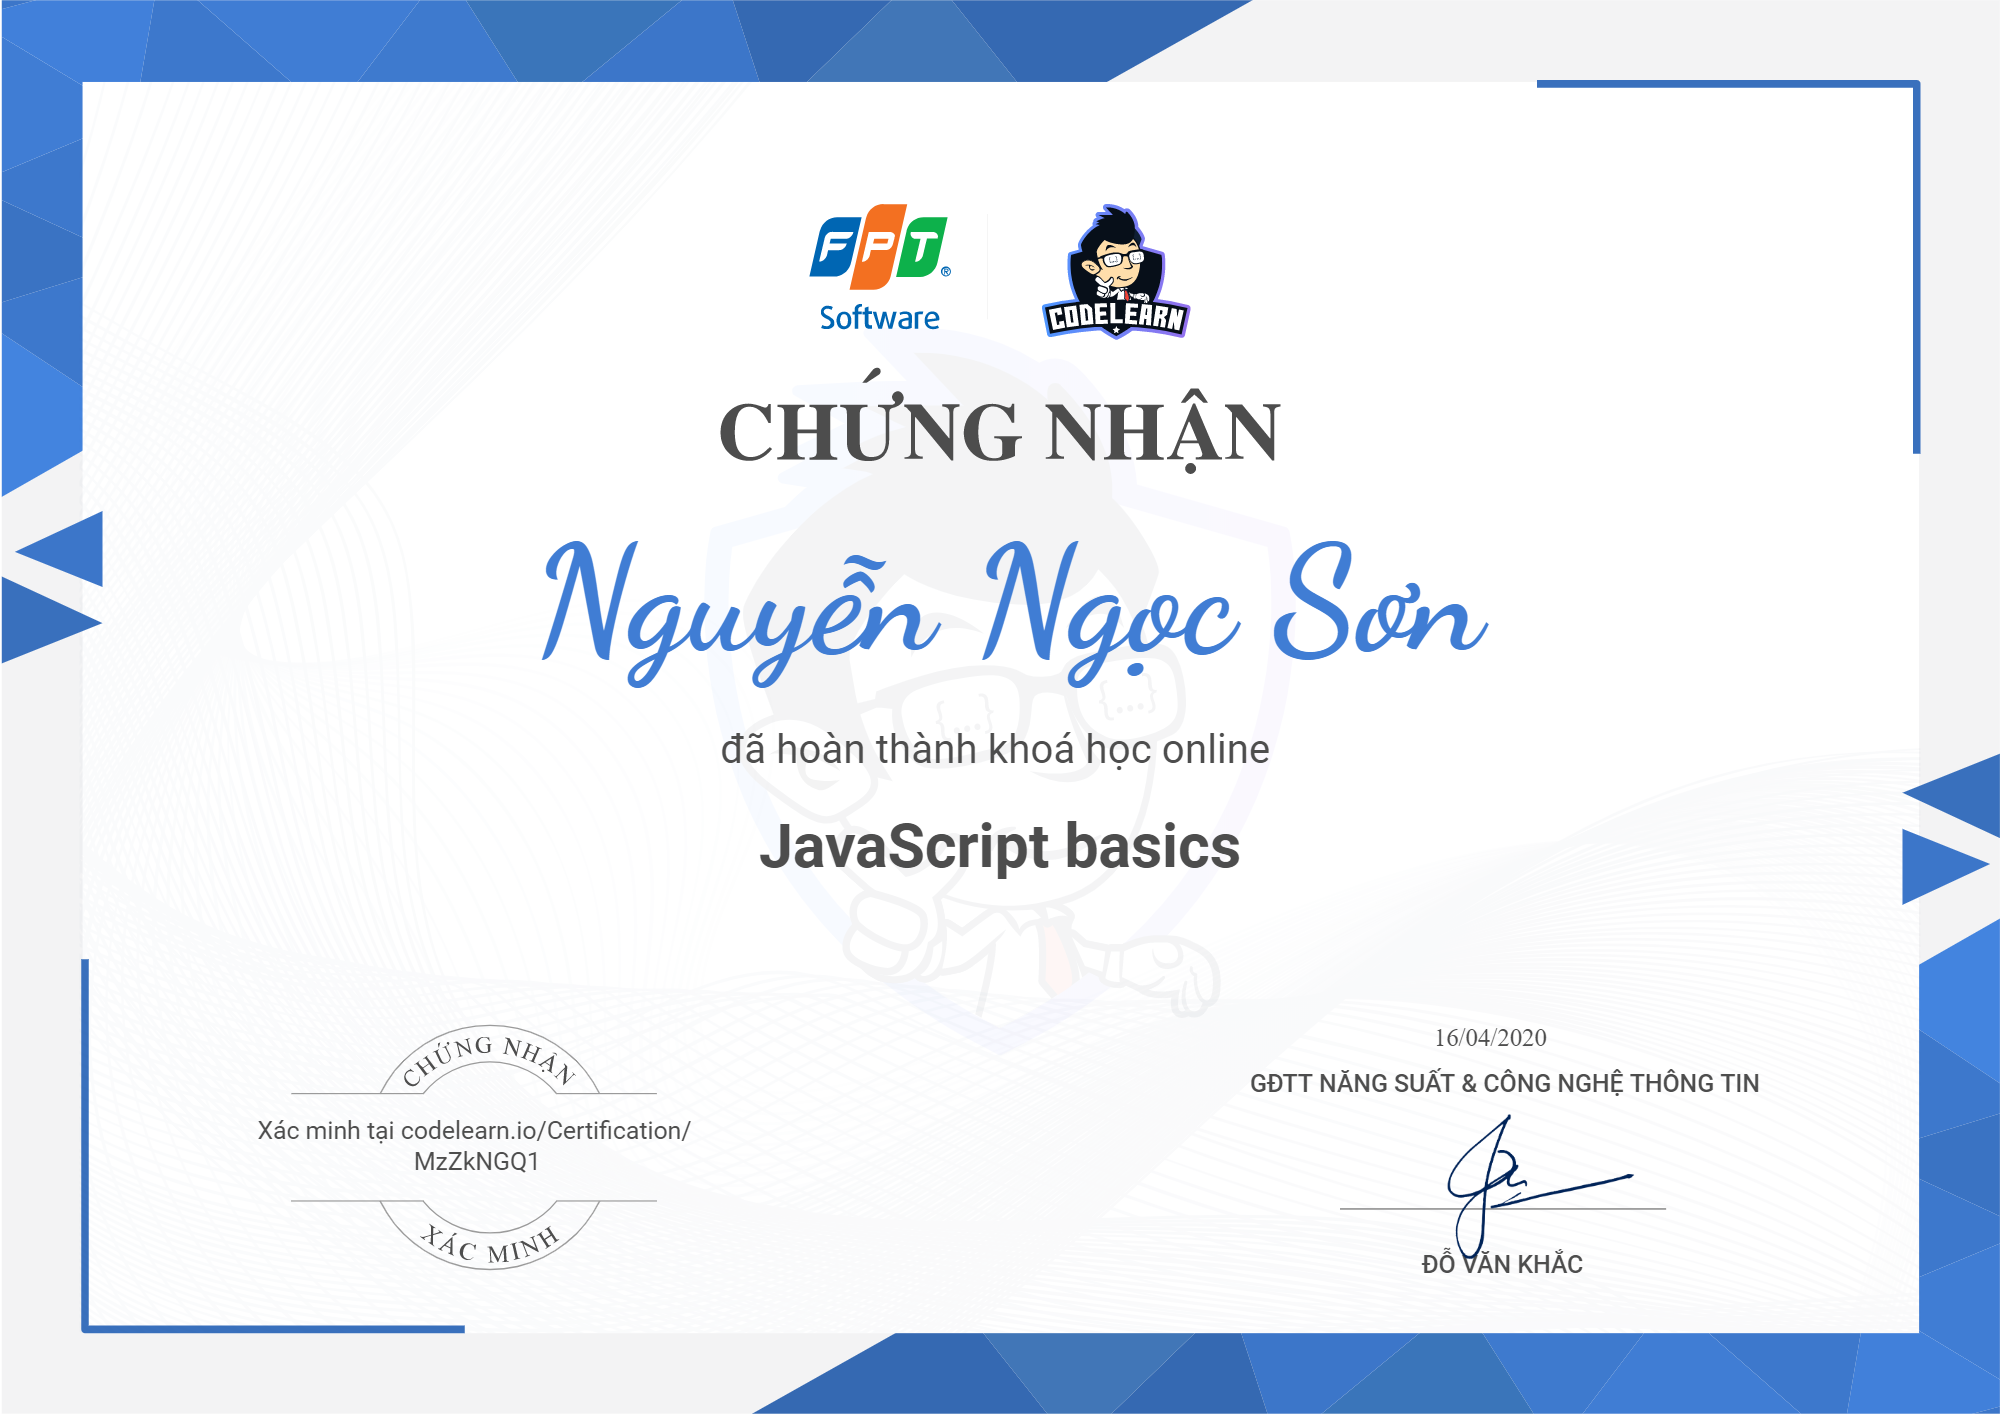 FPT®
Software
CODELEARN
CHỨNG NHẬN
Nguyễn Ngọc Sơn
đã hoàn thành khoá học online
JavaScript basics
CHỨNG NHẬN
Xác minh tại codelearn.io/Certification/
MzZkNGQ1
XÁC MINH
16/04/2020
GĐTT NĂNG SUẤT & CÔNG NGHỆ THÔNG TIN
ĐỖ VĂN KHẮC